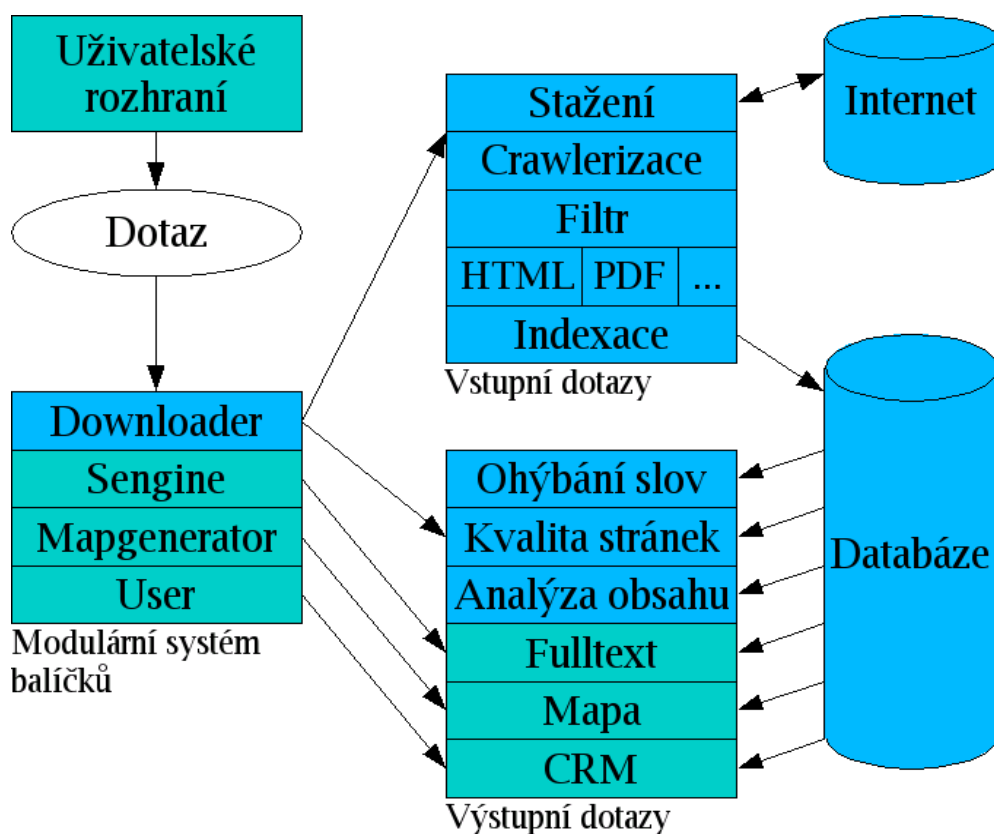 Uživatelské
rozhraní
Dotaz
Downloader
Sengine
Mapgenerator
User
Modulární systém
balíčků
Stažení
Crawlerizace
Filtr
HTML PDF ...
Indexace
Vstupní dotazy
Internet
Ohýbání slov
Kvalita stránek
Analýza obsahu
Fulltext
Mapa
CRM
Výstupní dotazy
Databáze